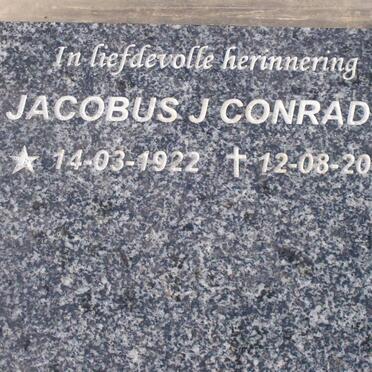 In liefdevolle herinnering
JACOBUS J CONRAD
★ 14-03-1922 ✝ 12-08-20